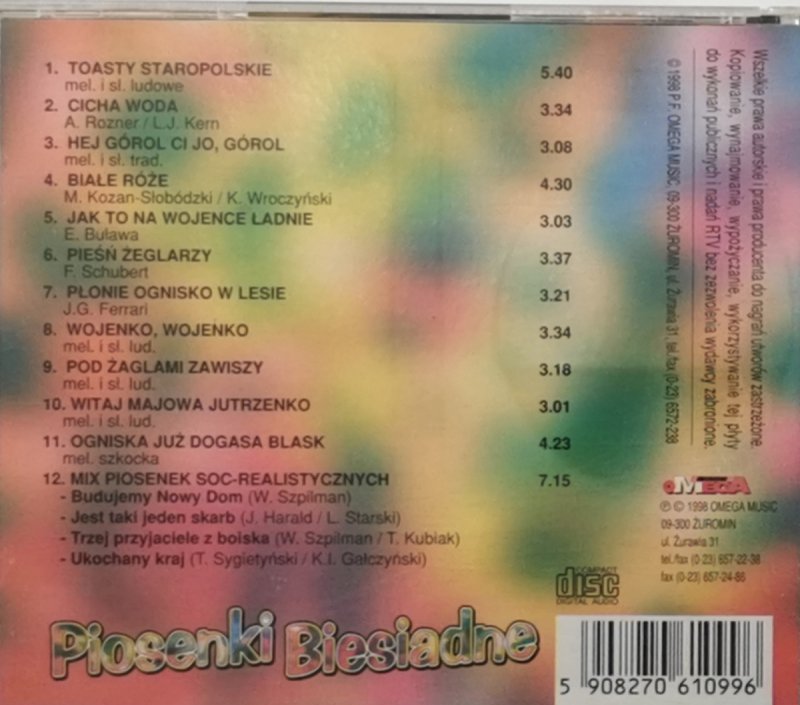 1. TOASTY STAROPOLSKIE 5.40
mel. i sł. ludowe
2. CICHA WODA 3.34
A. Rozner / L.J. Kern
3. HEJ GÓROL CI JO, GÓROL 3.08
mel. i sł. trad.
4. BIAŁE RÓŻE 4.30
M. Kozan-Słobódzki / K. Wroczyński
5. JAK TO NA WOJENCE ŁADNIE 3.03
E. Buława
6. PIEŚŃ ŻEGLARZY 3.37
F. Schubert
7. PŁONIE OGNISKO W LESIE 3.21
J.G. Ferrari
8. WOJENKO, WOJENKO 3.34
mel. i sł. lud.
9. POD ŻAGLAMI ZAWISZY 3.18
mel. i sł. lud.
10. WITAJ MAJOWA JUTRZENKO 3.01
mel. i sł. lud.
11. OGNISKA JUŻ DOGASA BLASK 4.23
mel. szkocka
12. MIX PIOSENEK SOC-REALISTYCZNYCH 7.15
- Budujemy Nowy Dom (W. Szpilman)
- Jest taki jeden skarb (J. Harald / L. Starski)
- Trzej przyjaciele z boiska (W. Szpilman / T. Kubiak)
- Ukochany kraj (T. Sygietyński / K.I. Gałczyński)
Piosenki Biesiadne
Wszelkie prawa autorskie i prawa producenta do nagrań utworów zastrzeżone.
Kopiowanie, wynajmowanie, wypożyczanie, wykorzystywanie tej płyty
do wykonań publicznych i nadań RTV bez zezwolenia wydawcy zabronione.
© 1998 P.F. OMEGA MUSIC, 09-300 ŻUROMIN, ul. Żurawia 31, tel./fax (0-23) 6572-238
OMEGA
℗ © 1998 OMEGA MUSIC
09-300 ŻUROMIN
ul. Żurawia 31
tel./fax (0-23) 657-22-38
fax (0-23) 657-24-86
COMPACT
disc
DIGITAL AUDIO
5 908270 610996